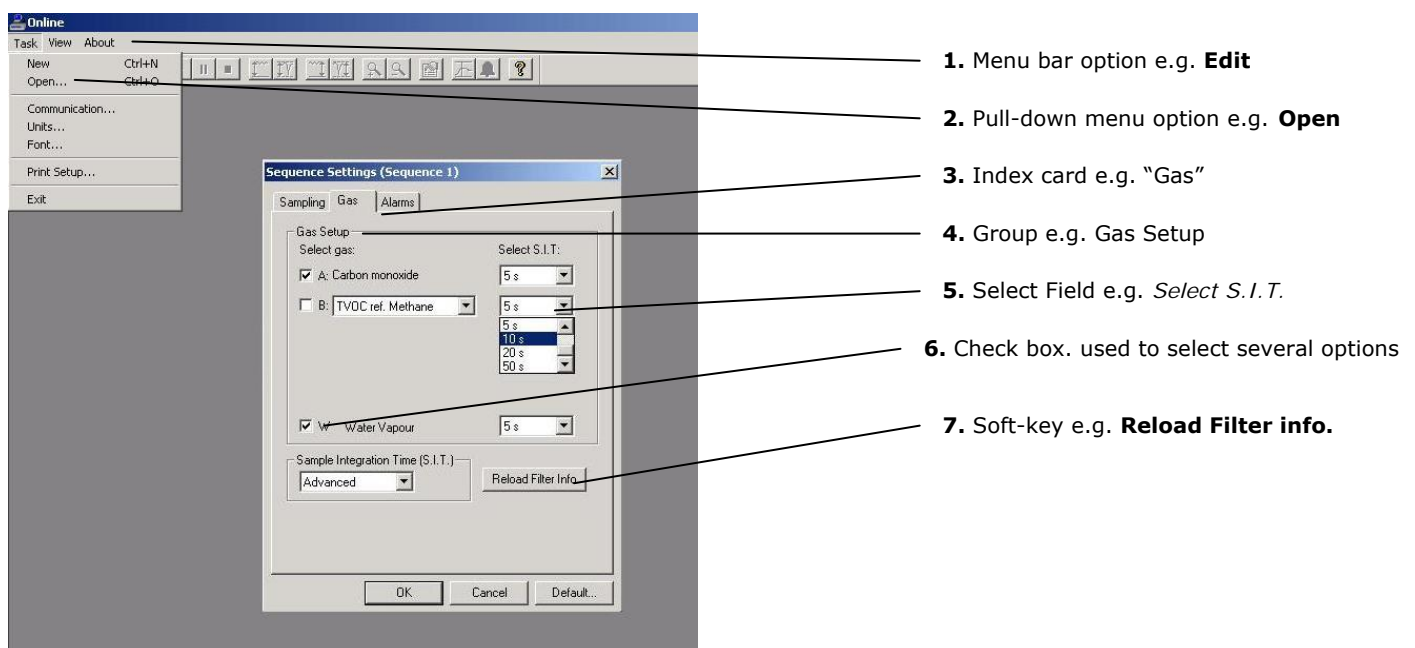 Online
Task View About
New Ctrl+N
Open... Ctrl+O
Communication...
Units...
Font...
Print Setup...
Exit
Sequence Settings (Sequence 1)
Sampling Gas Alarms
Gas Setup
Select gas: Select S.I.T:
A: Carbon monoxide 5 s
B: TVOC ref. Methane 5 s
5 s
10 s
20 s
50 s
W Water Vapour 5 s
Sample Integration Time (S.I.T.)
Advanced Reload Filter Info
OK Cancel Default...
1. Menu bar option e.g. Edit
2. Pull-down menu option e.g. Open
3. Index card e.g. “Gas”
4. Group e.g. Gas Setup
5. Select Field e.g. Select S.I.T.
6. Check box. used to select several options
7. Soft-key e.g. Reload Filter info.